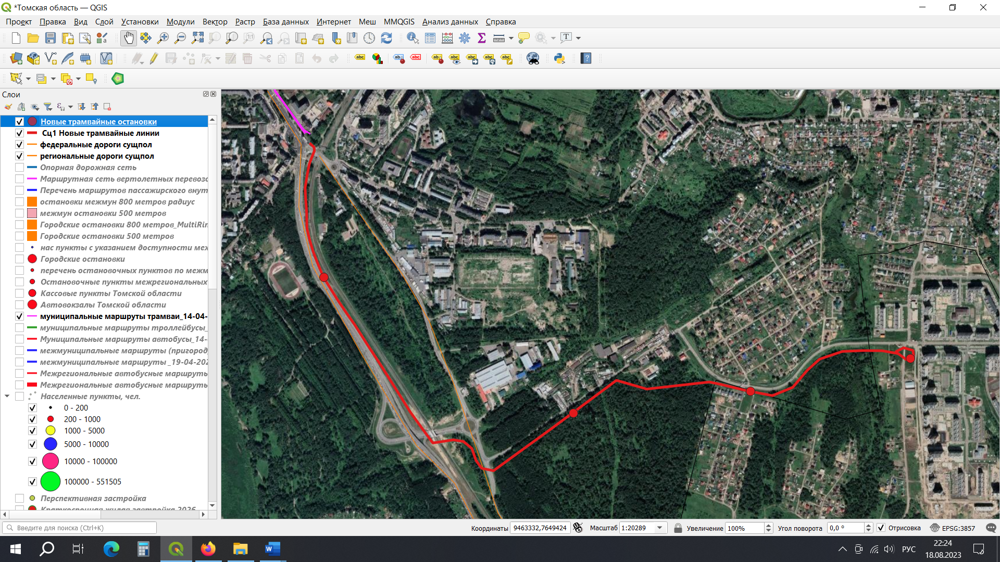 *Томская область — QGIS
Проект Правка Вид Слой Установки Модули Вектор Растр База данных Интернет Меш MMQGIS Анализ данных Справка
Слои
Новые трамвайные остановки
Сц1 Новые трамвайные линии
федеральные дороги сущпол
региональные дороги сущпол
Опорная дорожная сеть
Маршрутная сеть вертолетных перевозо
Перечень маршрутов пассажирского внут
остановки межмун 800 метров радиус
межмун остановки 500 метров
Городские остановки 800 метров_MultiRin
Городские остановки 500 метров
нас пункты с указанием доступности меж
Городские остановки
перечень остановочных пунктов по межм
Остановочные пункты межрегиональных
Кассовые пункты Томской области
Автовокзалы Томской области
муниципальные маршруты трамваи_14-04-
муниципальные маршруты троллейбусы_
Муниципальные маршруты автобусы_14-
межмуниципальные маршруты (пригород
межмуниципальные маршруты _19-04-202
Межрегиональные автобусные маршруты
Межрегиональные автобусные маршруты
Населенные пункты, чел.
0 - 200
200 - 1000
1000 - 5000
5000 - 10000
10000 - 100000
100000 - 551505
Перспективная застройка
Краткосрочная жилая застройка 2026
Введите для поиска (Ctrl+K)
Координаты 9463332,7649424 Масштаб 1:20289 Увеличение 100% Угол поворота 0,0 ° Отрисовка EPSG:3857
РУС
22:24
18.08.2023